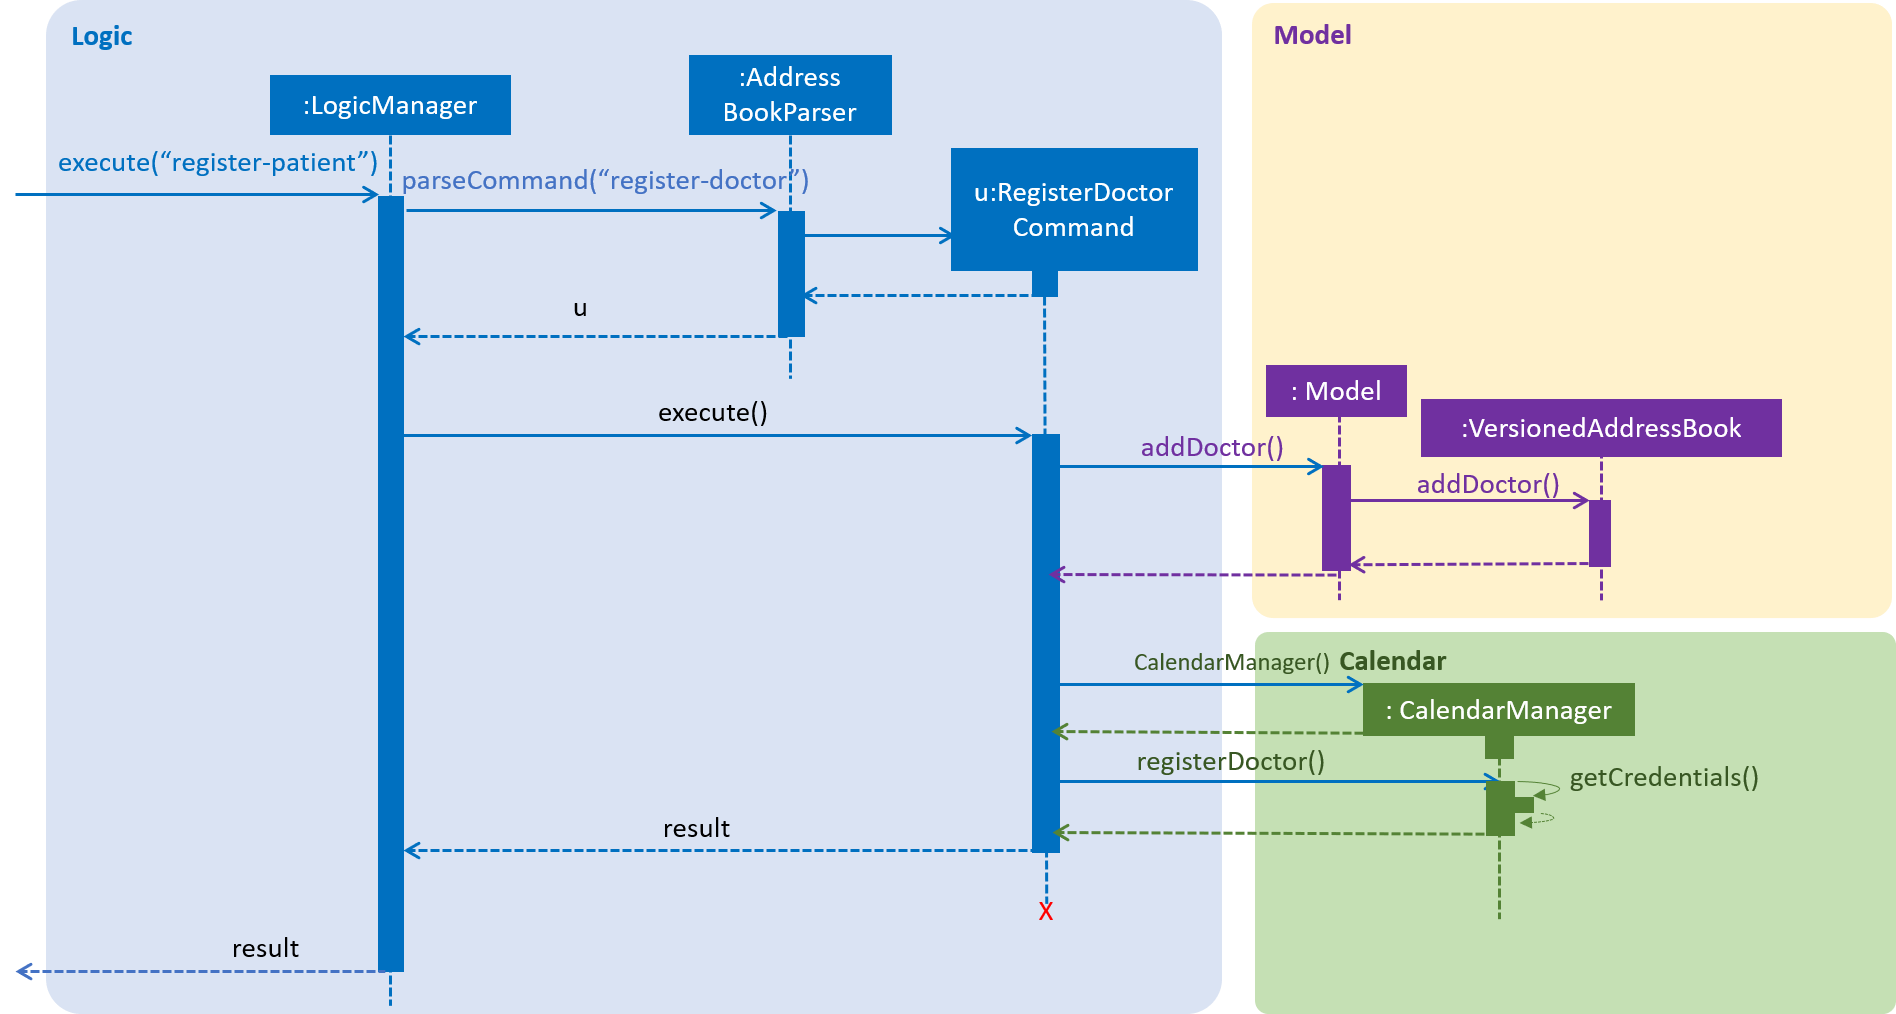 Logic
Model
:LogicManager
:Address
BookParser
execute(“register-patient”)
parseCommand(“register-doctor”)
u:RegisterDoctor
Command
u
: Model
execute()
:VersionedAddressBook
addDoctor()
addDoctor()
CalendarManager()
Calendar
: CalendarManager
registerDoctor()
getCredentials()
result
X
result